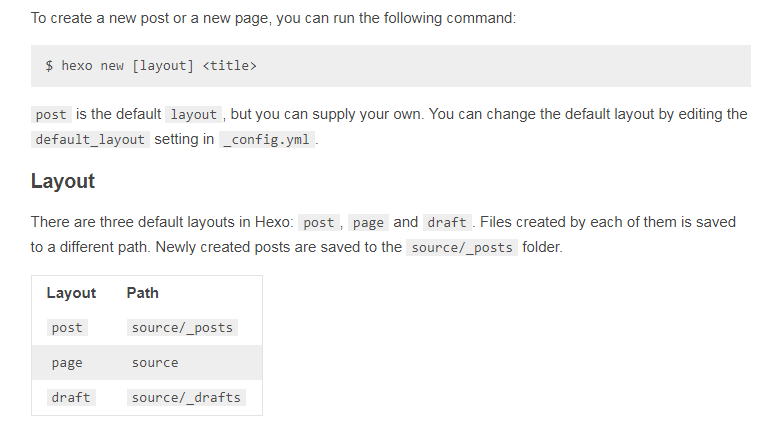 To create a new post or a new page, you can run the following command:
$ hexo new [layout] <title>
post is the default layout , but you can supply your own. You can change the default layout by editing the
default_layout setting in _config.yml .
Layout
There are three default layouts in Hexo: post , page and draft . Files created by each of them is saved
to a different path. Newly created posts are saved to the source/_posts folder.
Layout Path
post source/_posts
page source
draft source/_drafts